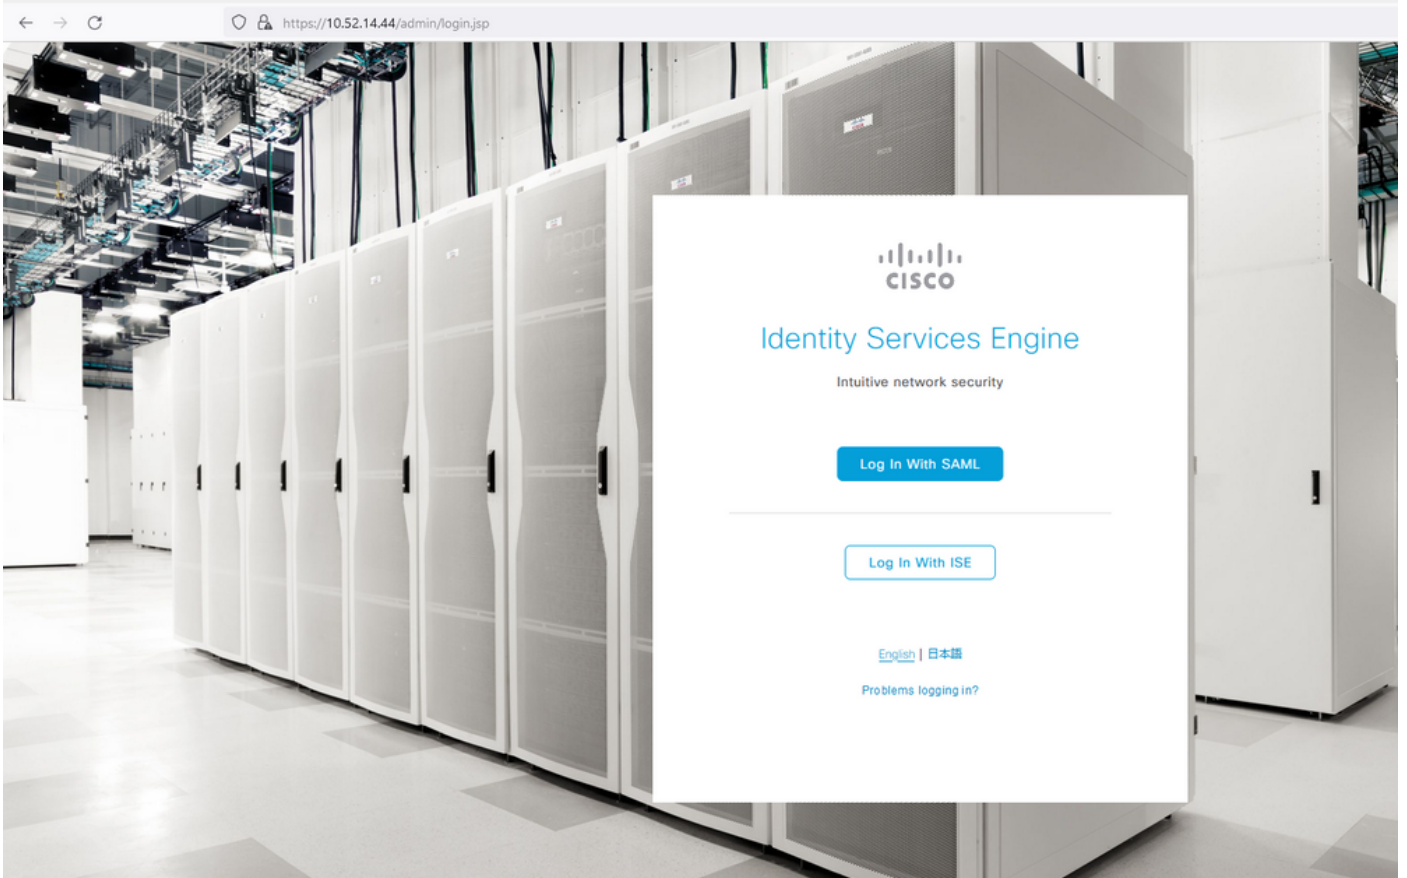 https://10.52.14.44/admin/login.jsp
CISCO
Identity Services Engine
Intuitive network security
Log In With SAML
Log In With ISE
English | 日本語
Problems logging in?